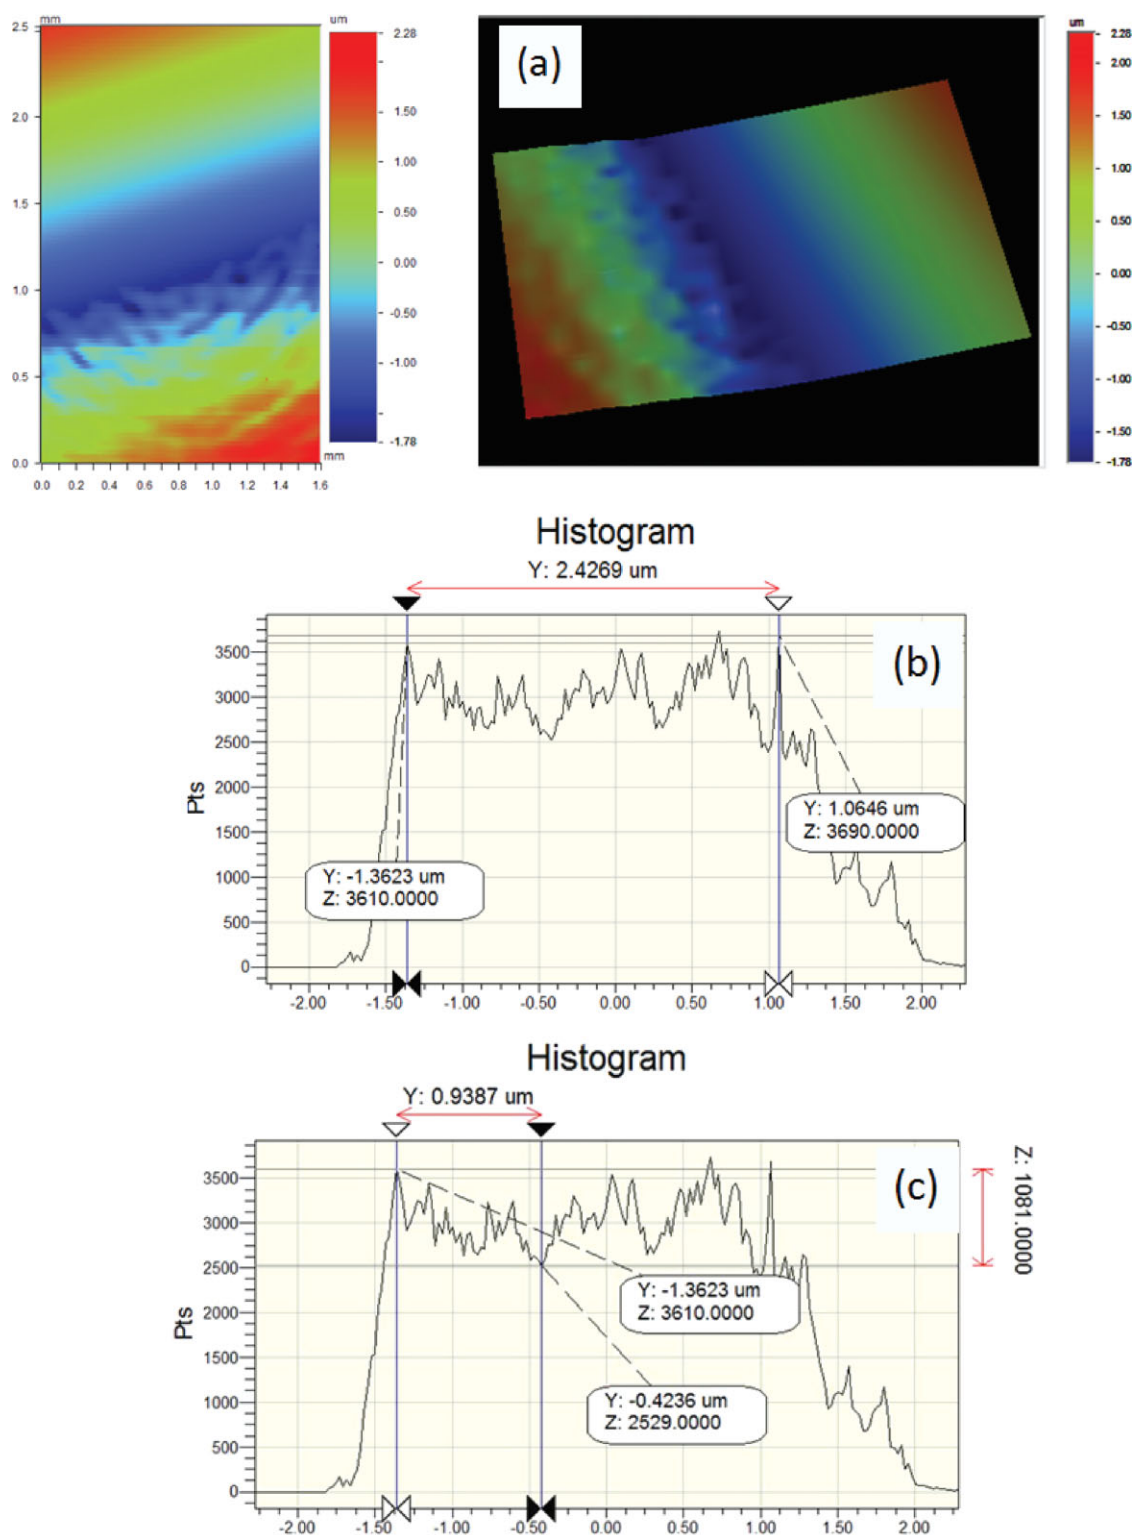 mm
2.5
2.0
1.5
1.0
0.5
0.0
0.0 0.2 0.4 0.6 0.8 1.0 1.2 1.4 1.6
um
2.28
1.50
1.00
0.50
0.00
-0.50
-1.00
-1.78
mm
(a)
um
2.28
2.00
1.50
1.00
0.50
0.00
-0.50
-1.00
-1.50
-1.78
Histogram
Y: 2.4269 um
(b)
Pts
3500
3000
2500
2000
1500
1000
500
0
Y: -1.3623 um
Z: 3610.0000
Y: 1.0646 um
Z: 3690.0000
-2.00 -1.50 -1.00 -0.50 0.00 0.50 1.00 1.50 2.00
Histogram
Y: 0.9387 um
(c)
Z: 1081.0000
Pts
3500
3000
2500
2000
1500
1000
500
0
Y: -1.3623 um
Z: 3610.0000
Y: -0.4236 um
Z: 2529.0000
-2.00 -1.50 -1.00 -0.50 0.00 0.50 1.00 1.50 2.00